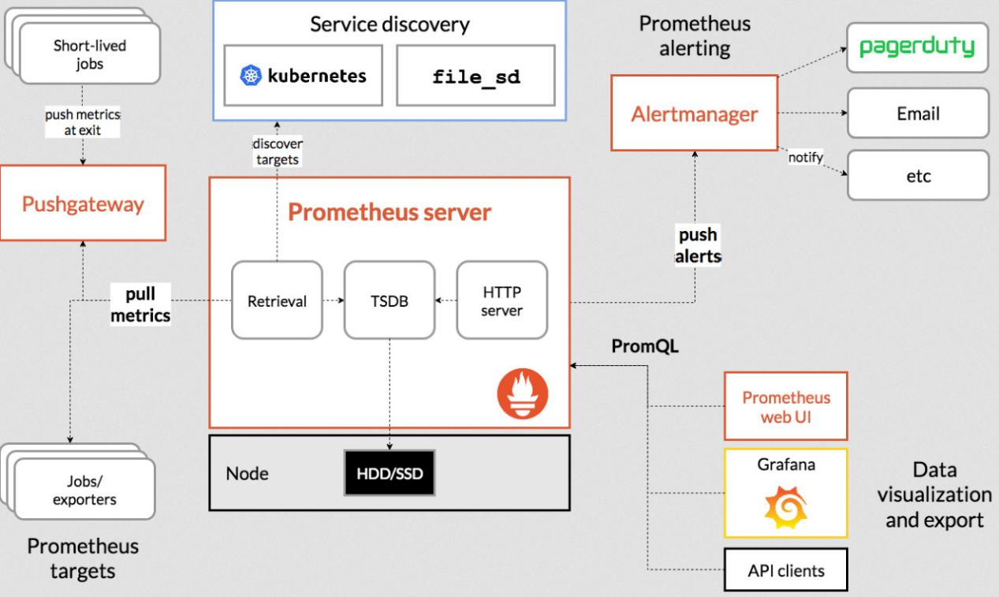 Short-lived
jobs
push metrics
at exit
Pushgateway
pull
metrics
Jobs/
exporters
Prometheus
targets
Service discovery
kubernetes
file_sd
discover
targets
Prometheus server
Retrieval
TSDB
HTTP
server
Node
HDD/SSD
Prometheus
alerting
Alertmanager
pagerduty
Email
notify
etc
push
alerts
PromQL
Prometheus
web UI
Grafana
API clients
Data
visualization
and export